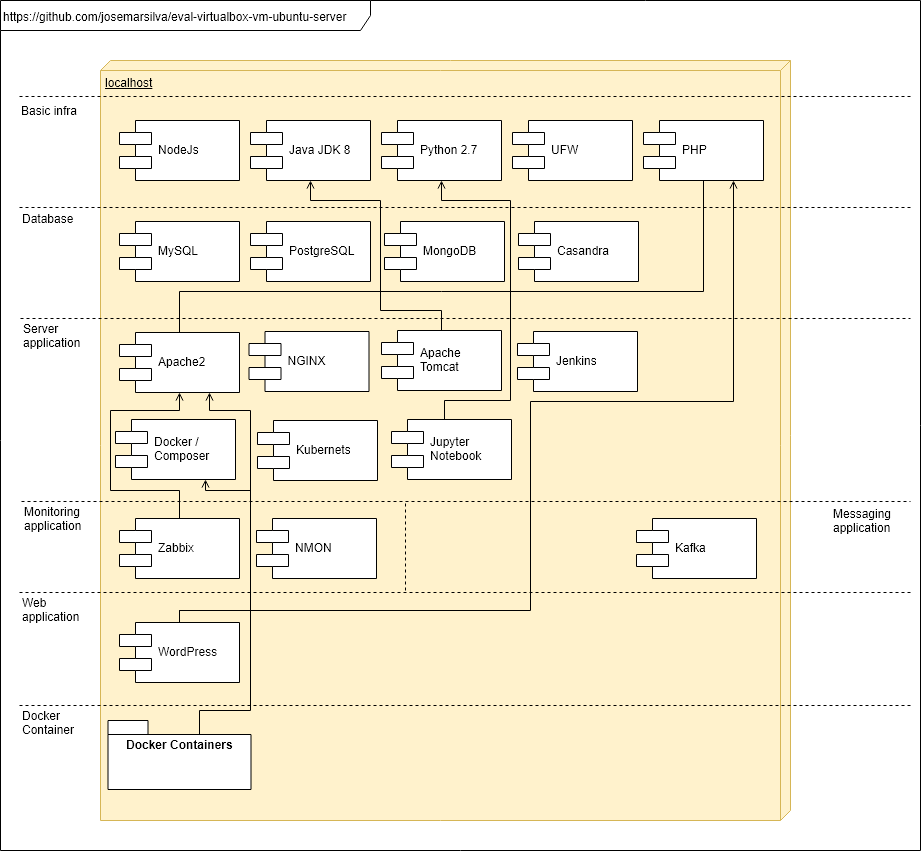 https://github.com/josemarsilva/eval-virtualbox-vm-ubuntu-server
localhost
Basic infra
NodeJs
Java JDK 8
Python 2.7
UFW
PHP
Database
MySQL
PostgreSQL
MongoDB
Casandra
Server
application
Apache2
NGINX
Apache
Tomcat
Jenkins
Docker /
Composer
Kubernets
Jupyter
Notebook
Monitoring
application
Messaging
application
Zabbix
NMON
Kafka
Web
application
WordPress
Docker
Container
Docker Containers